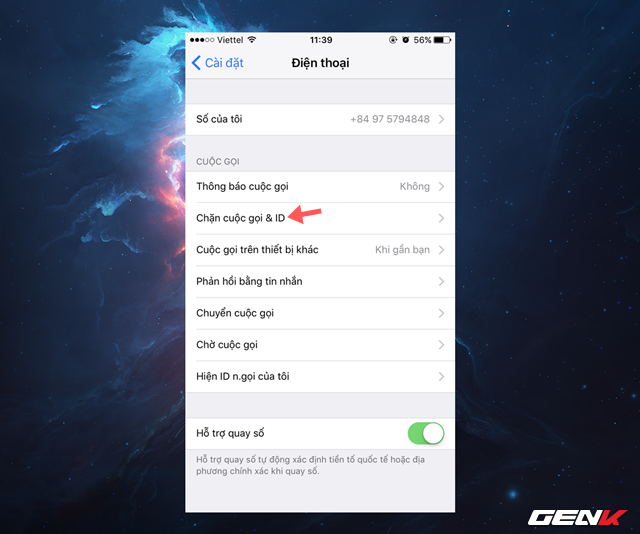 Viettel 11:39 56%
Cài đặt Điện thoại
Số của tôi +84 97 5794848
CUỘC GỌI
Thông báo cuộc gọi Không
Chặn cuộc gọi & ID
Cuộc gọi trên thiết bị khác Khi gần bạn
Phản hồi bằng tin nhắn
Chuyển cuộc gọi
Chờ cuộc gọi
Hiện ID n.gọi của tôi
Hỗ trợ quay số
Hỗ trợ quay số tự động xác định tiền tố quốc tế hoặc địa
phương chính xác khi quay số.
GENK